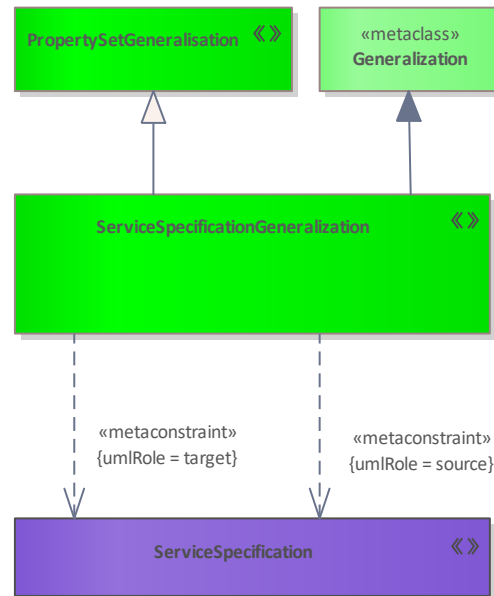 PropertySetGeneralisation «»
«metaclass»
Generalization
ServiceSpecificationGeneralization «»
«metaconstraint»
{umlRole = target}
«metaconstraint»
{umlRole = source}
ServiceSpecification «»